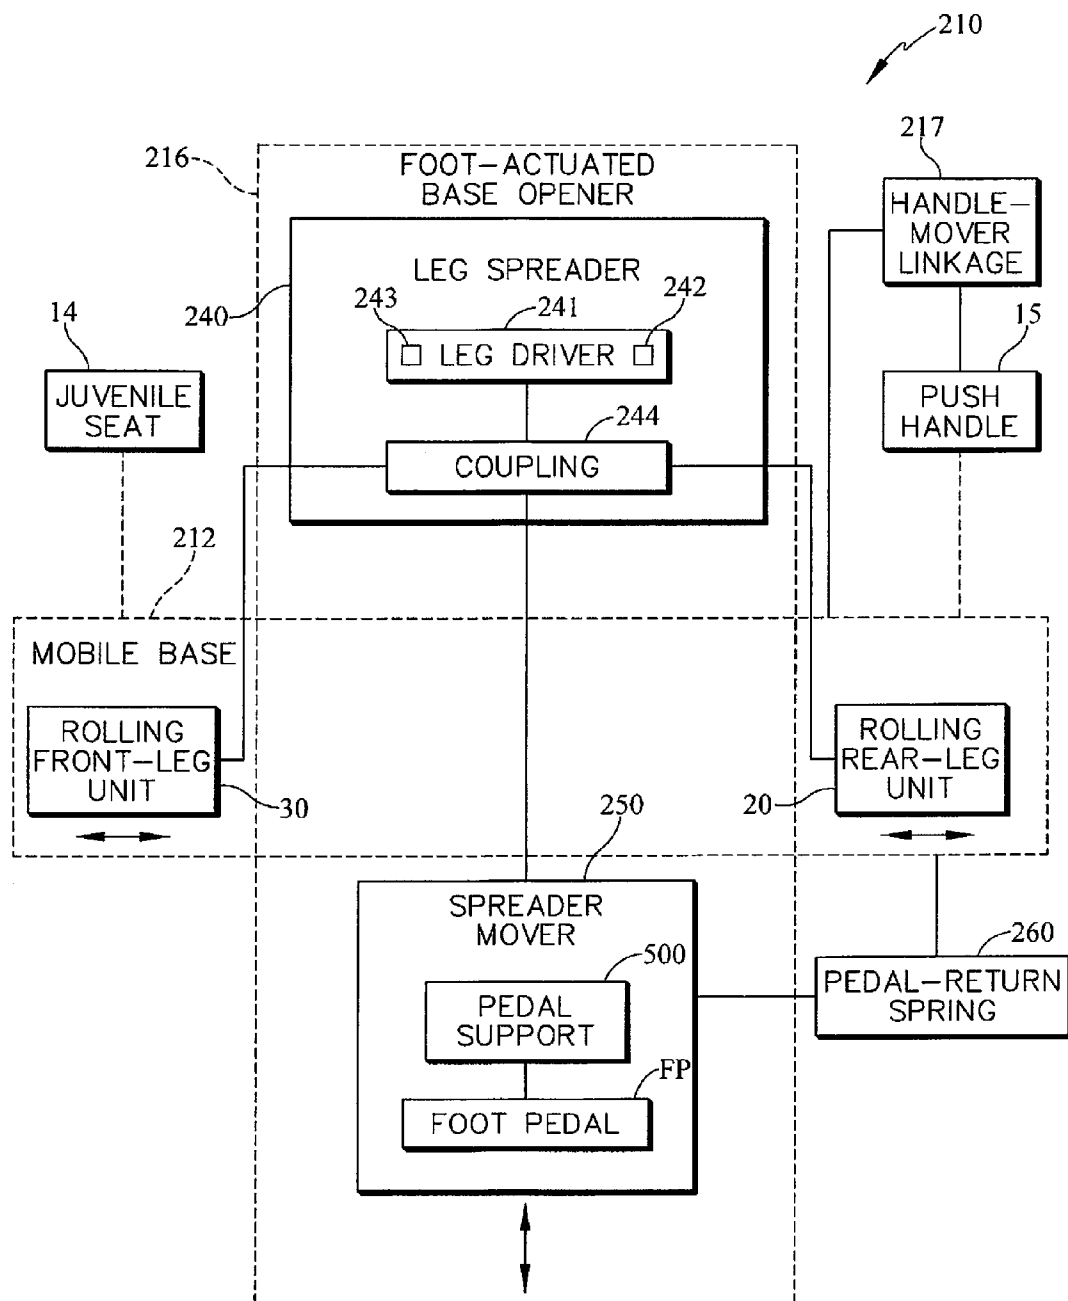 210
217
216
FOOT-ACTUATED
BASE OPENER
HANDLE-
MOVER
LINKAGE
LEG SPREADER
240
243
241
242
LEG DRIVER
14
JUVENILE
SEAT
15
PUSH
HANDLE
244
COUPLING
212
MOBILE BASE
ROLLING
FRONT-LEG
UNIT
30
ROLLING
REAR-LEG
UNIT
20
250
SPREADER
MOVER
500
PEDAL
SUPPORT
FP
FOOT PEDAL
260
PEDAL-RETURN
SPRING